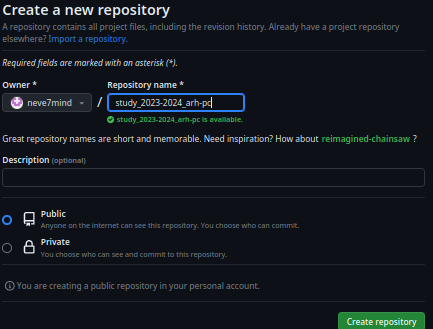 Create a new repository
A repository contains all project files, including the revision history. Already have a project repository
elsewhere? Import a repository.
Required fields are marked with an asterisk (*).
Owner * Repository name *
neve7mind / study_2023-2024_arh-pc
study_2023-2024_arh-pc is available.
Great repository names are short and memorable. Need inspiration? How about reimagined-chainsaw ?
Description (optional)
Public
Anyone on the internet can see this repository. You choose who can commit.
Private
You choose who can see and commit to this repository.
You are creating a public repository in your personal account.
Create repository